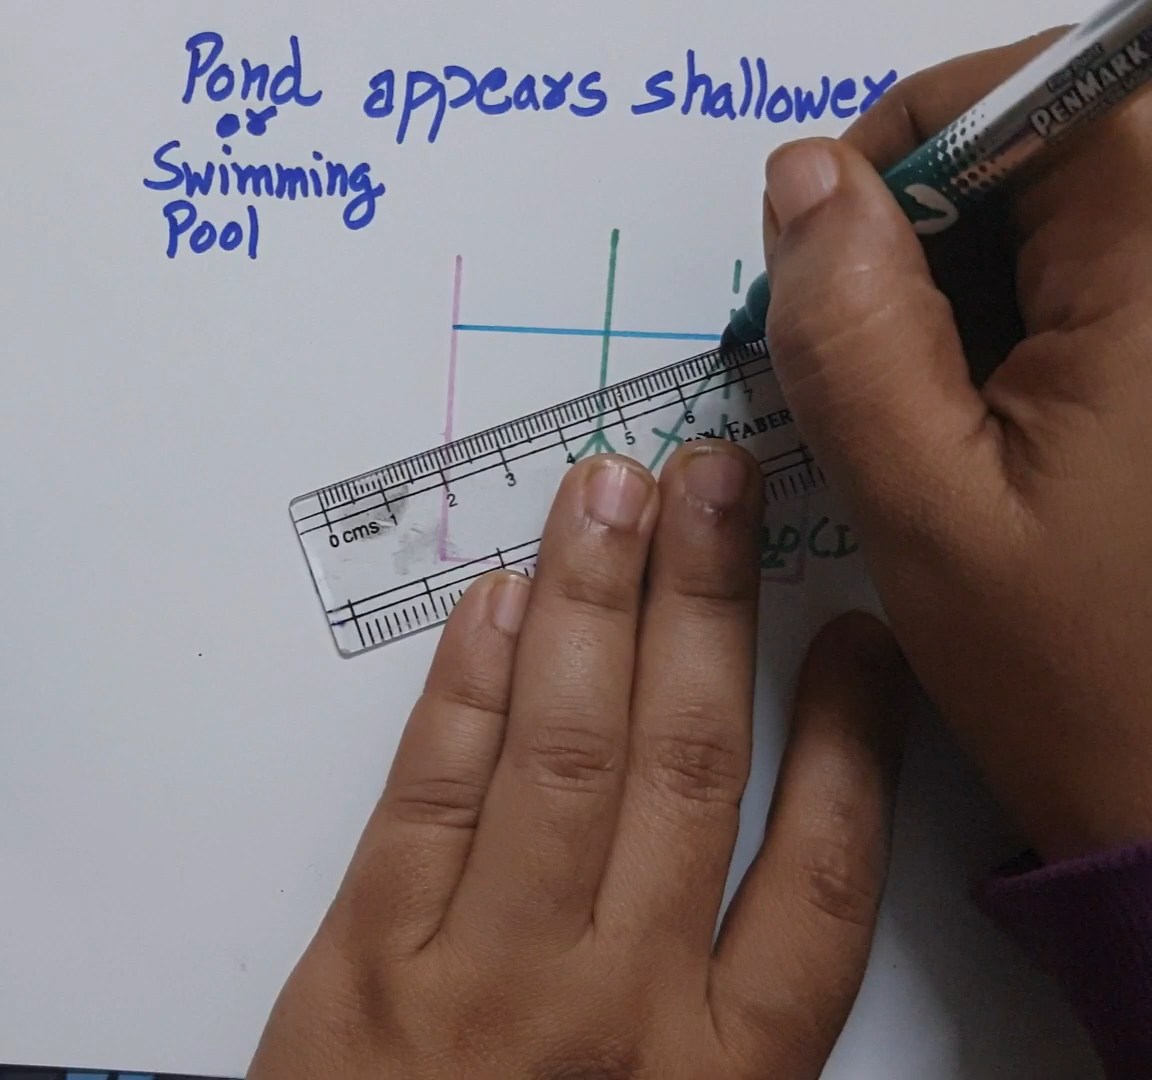 Pond appears shallower
or
Swimming
Pool
PENMARK
FABER
0 cms 1 2 3 4 5 6 7